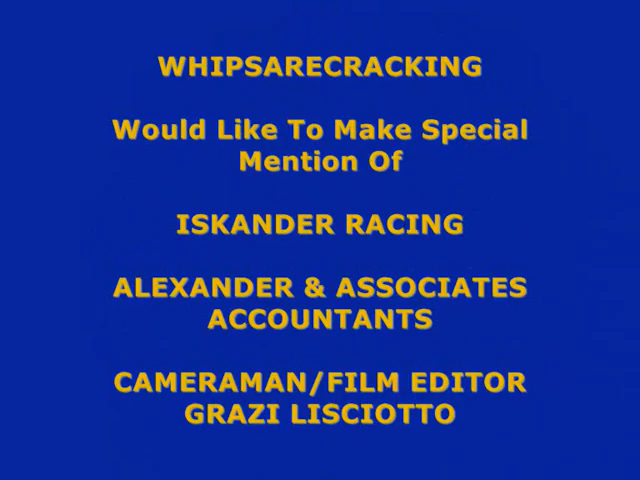 WHIPSARECRACKING
Would Like To Make Special
Mention Of
ISKANDER RACING
ALEXANDER & ASSOCIATES
ACCOUNTANTS
CAMERAMAN/FILM EDITOR
GRAZI LISCIOTTO